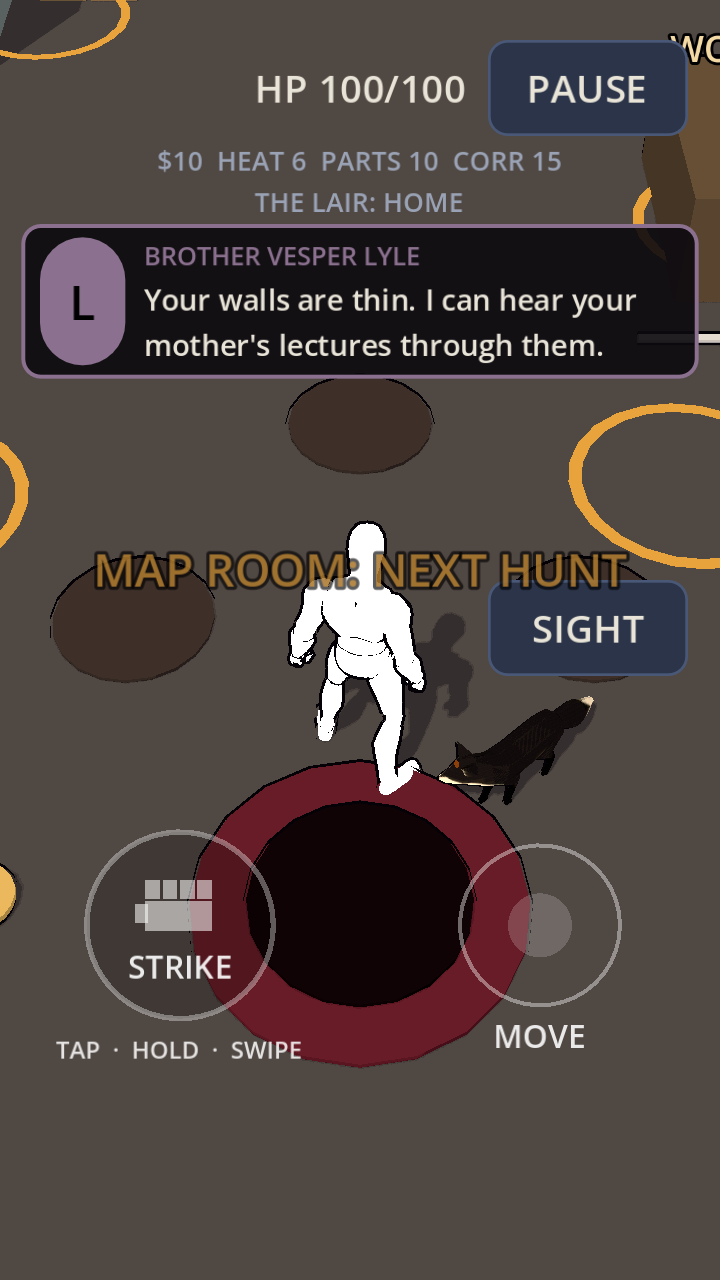 WO
HP 100/100
PAUSE
$10 HEAT 6 PARTS 10 CORR 15
THE LAIR: HOME
L
BROTHER VESPER LYLE
Your walls are thin. I can hear your
mother's lectures through them.
MAP ROOM: NEXT HUNT
SIGHT
STRIKE
MOVE
TAP · HOLD · SWIPE